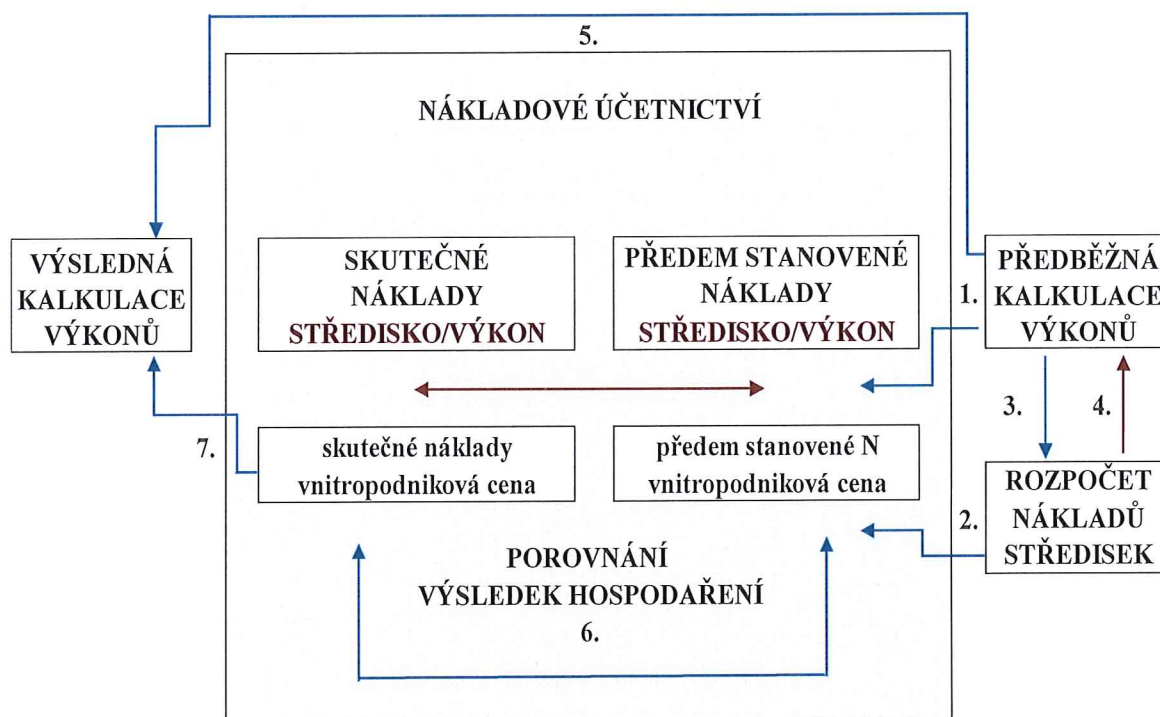 5.
NÁKLADOVÉ ÚČETNICTVÍ
VÝSLEDNÁ
KALKULACE
VÝKONŮ
SKUTEČNÉ
NÁKLADY
STŘEDISKO/VÝKON
PŘEDEM STANOVENÉ
NÁKLADY
STŘEDISKO/VÝKON
1.
PŘEDBĚŽNÁ
KALKULACE
VÝKONŮ
3.
4.
7.
skutečné náklady
vnitropodniková cena
předem stanovené N
vnitropodniková cena
2.
ROZPOČET
NÁKLADŮ
STŘEDISEK
POROVNÁNÍ
VÝSLEDEK HOSPODAŘENÍ
6.